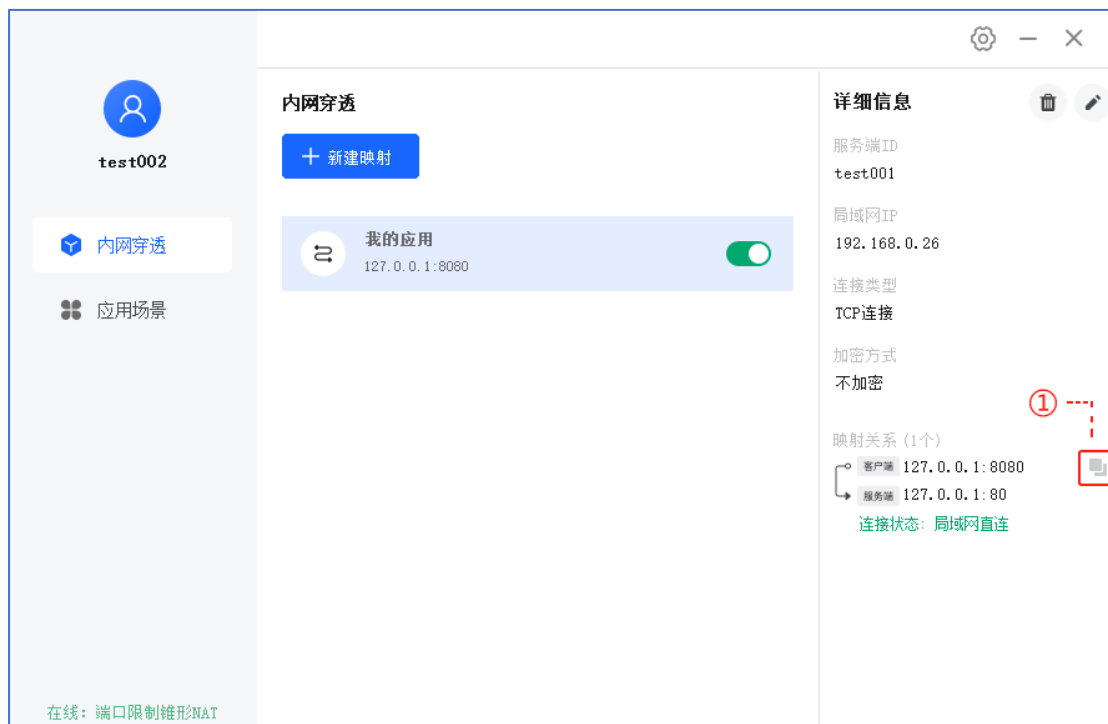 test002
内网穿透
应用场景
在线：端口限制锥形NAT
内网穿透
新建映射
我的应用
127.0.0.1:8080
详细信息
服务端ID
test001
局域网IP
192.168.0.26
连接类型
TCP连接
加密方式
不加密
①
映射关系(1个)
客户端 127.0.0.1:8080
服务端 127.0.0.1:80
连接状态：局域网直连